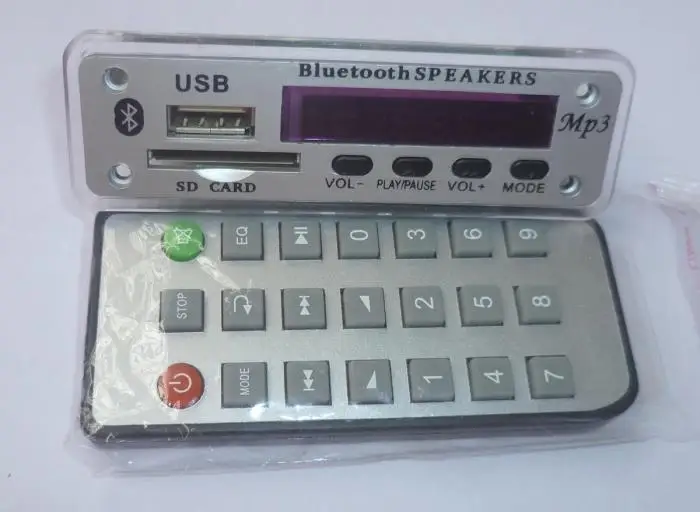 Bluetooth SPEAKERS
USB
Mp3
SD CARD
VOL-
PLAY/PAUSE
VOL+
MODE
EQ
0
3
6
9
STOP
2
5
8
MODE
1
4
7